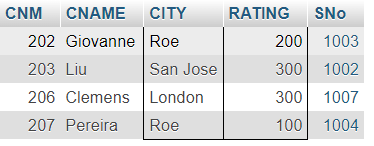 CNM CNAME CITY RATING SNo
202 Giovanne Roe 200 1003
203 Liu San Jose 300 1002
206 Clemens London 300 1007
207 Pereira Roe 100 1004